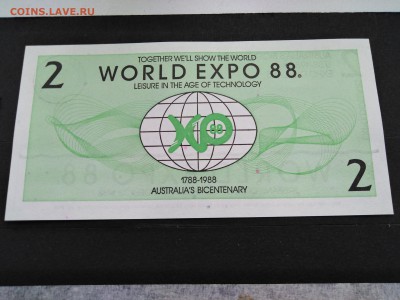 COINS.LAVE.RU
TOGETHER WE'LL SHOW THE WORLD
2 WORLD EXPO 88®
LEISURE IN THE AGE OF TECHNOLOGY
XPO
88
1788-1988
AUSTRALIA'S BICENTENARY
2